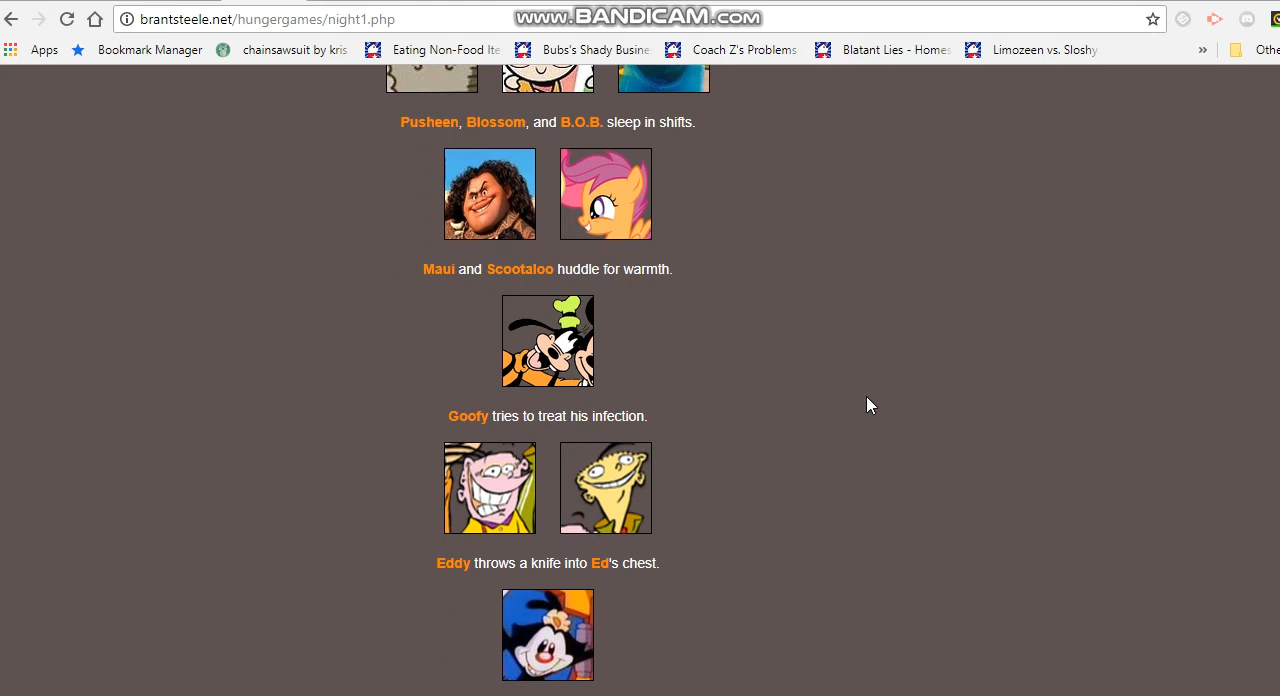 brantsteele.net/hungergames/night1.php
www.BANDICAM.com
Apps Bookmark Manager chainsawsuit by kris Eating Non-Food Ite Bubs's Shady Busine Coach Z's Problems Blatant Lies - Homes Limozeen vs. Sloshy » Othe
Pusheen, Blossom, and B.O.B. sleep in shifts.
Maui and Scootaloo huddle for warmth.
Goofy tries to treat his infection.
Eddy throws a knife into Ed's chest.